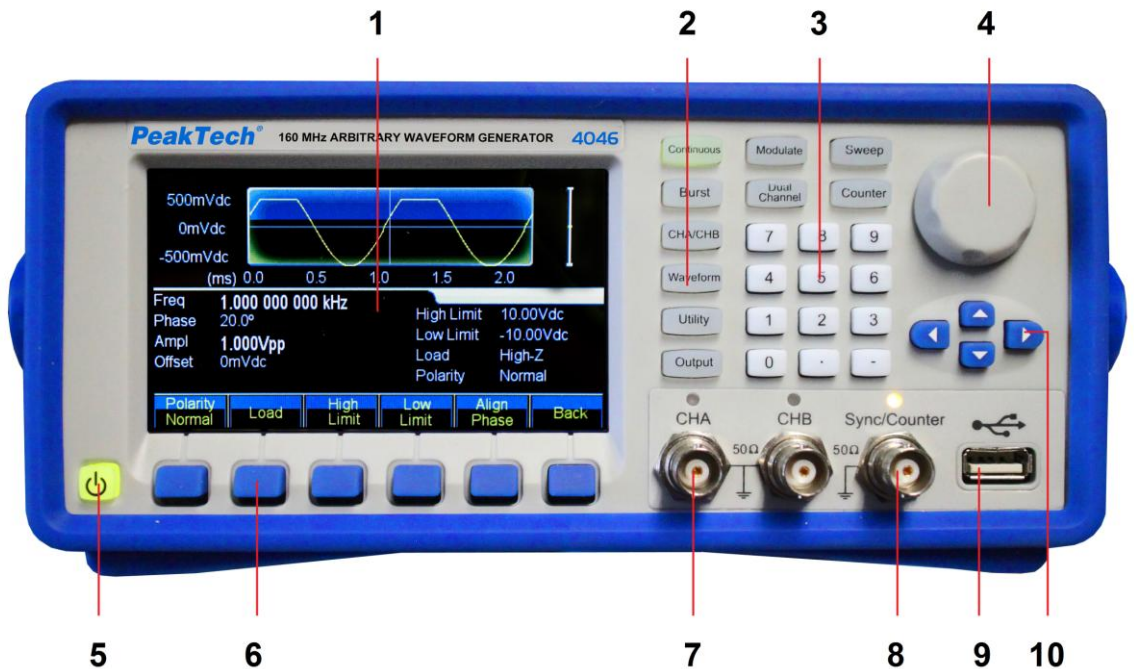 1 2 3 4
PeakTech® 160 MHz ARBITRARY WAVEFORM GENERATOR 4046
500mVdc
0mVdc
-500mVdc
(ms) 0.0 0.5 1.0 1.5 2.0
Freq 1.000 000 000 kHz
Phase 20.0º
Ampl 1.000Vpp
Offset 0mVdc
High Limit 10.00Vdc
Low Limit -10.00Vdc
Load High-Z
Polarity Normal
Polarity Normal
Load
High Limit
Low Limit
Align Phase
Back
Continuous Modulate Sweep
Burst Dual Channel Counter
CHA/CHB 7 8 9
Waveform 4 5 6
Utility 1 2 3
Output 0 . -
CHA CHB Sync/Counter
50Ω 50Ω
5 6 7 8 9 10